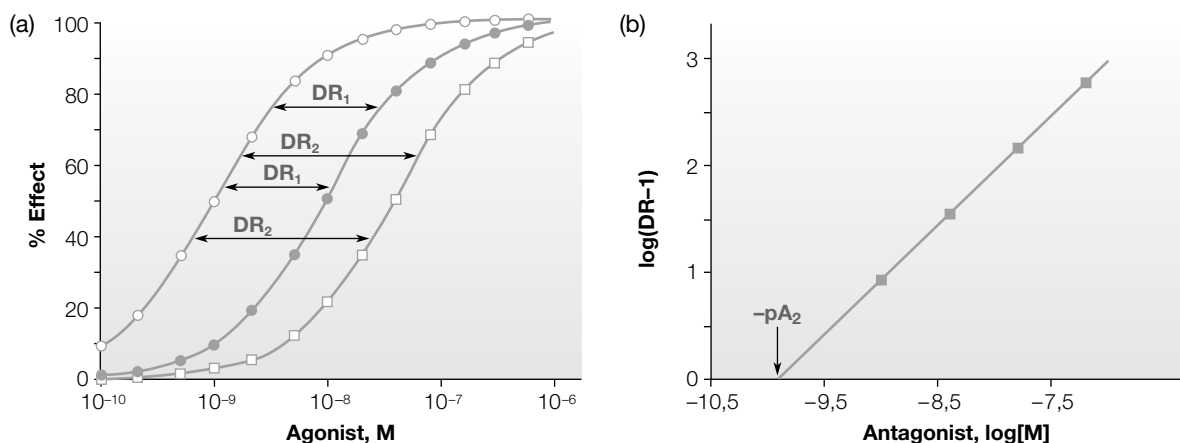 (a)
100
80
60
40
20
0
% Effect
DR₁
DR₂
DR₁
DR₂
10⁻¹⁰ 10⁻⁹ 10⁻⁸ 10⁻⁷ 10⁻⁶
Agonist, M
(b)
3
2
1
0
log(DR–1)
–pA₂
–10,5 –9,5 –8,5 –7,5
Antagonist, log[M]